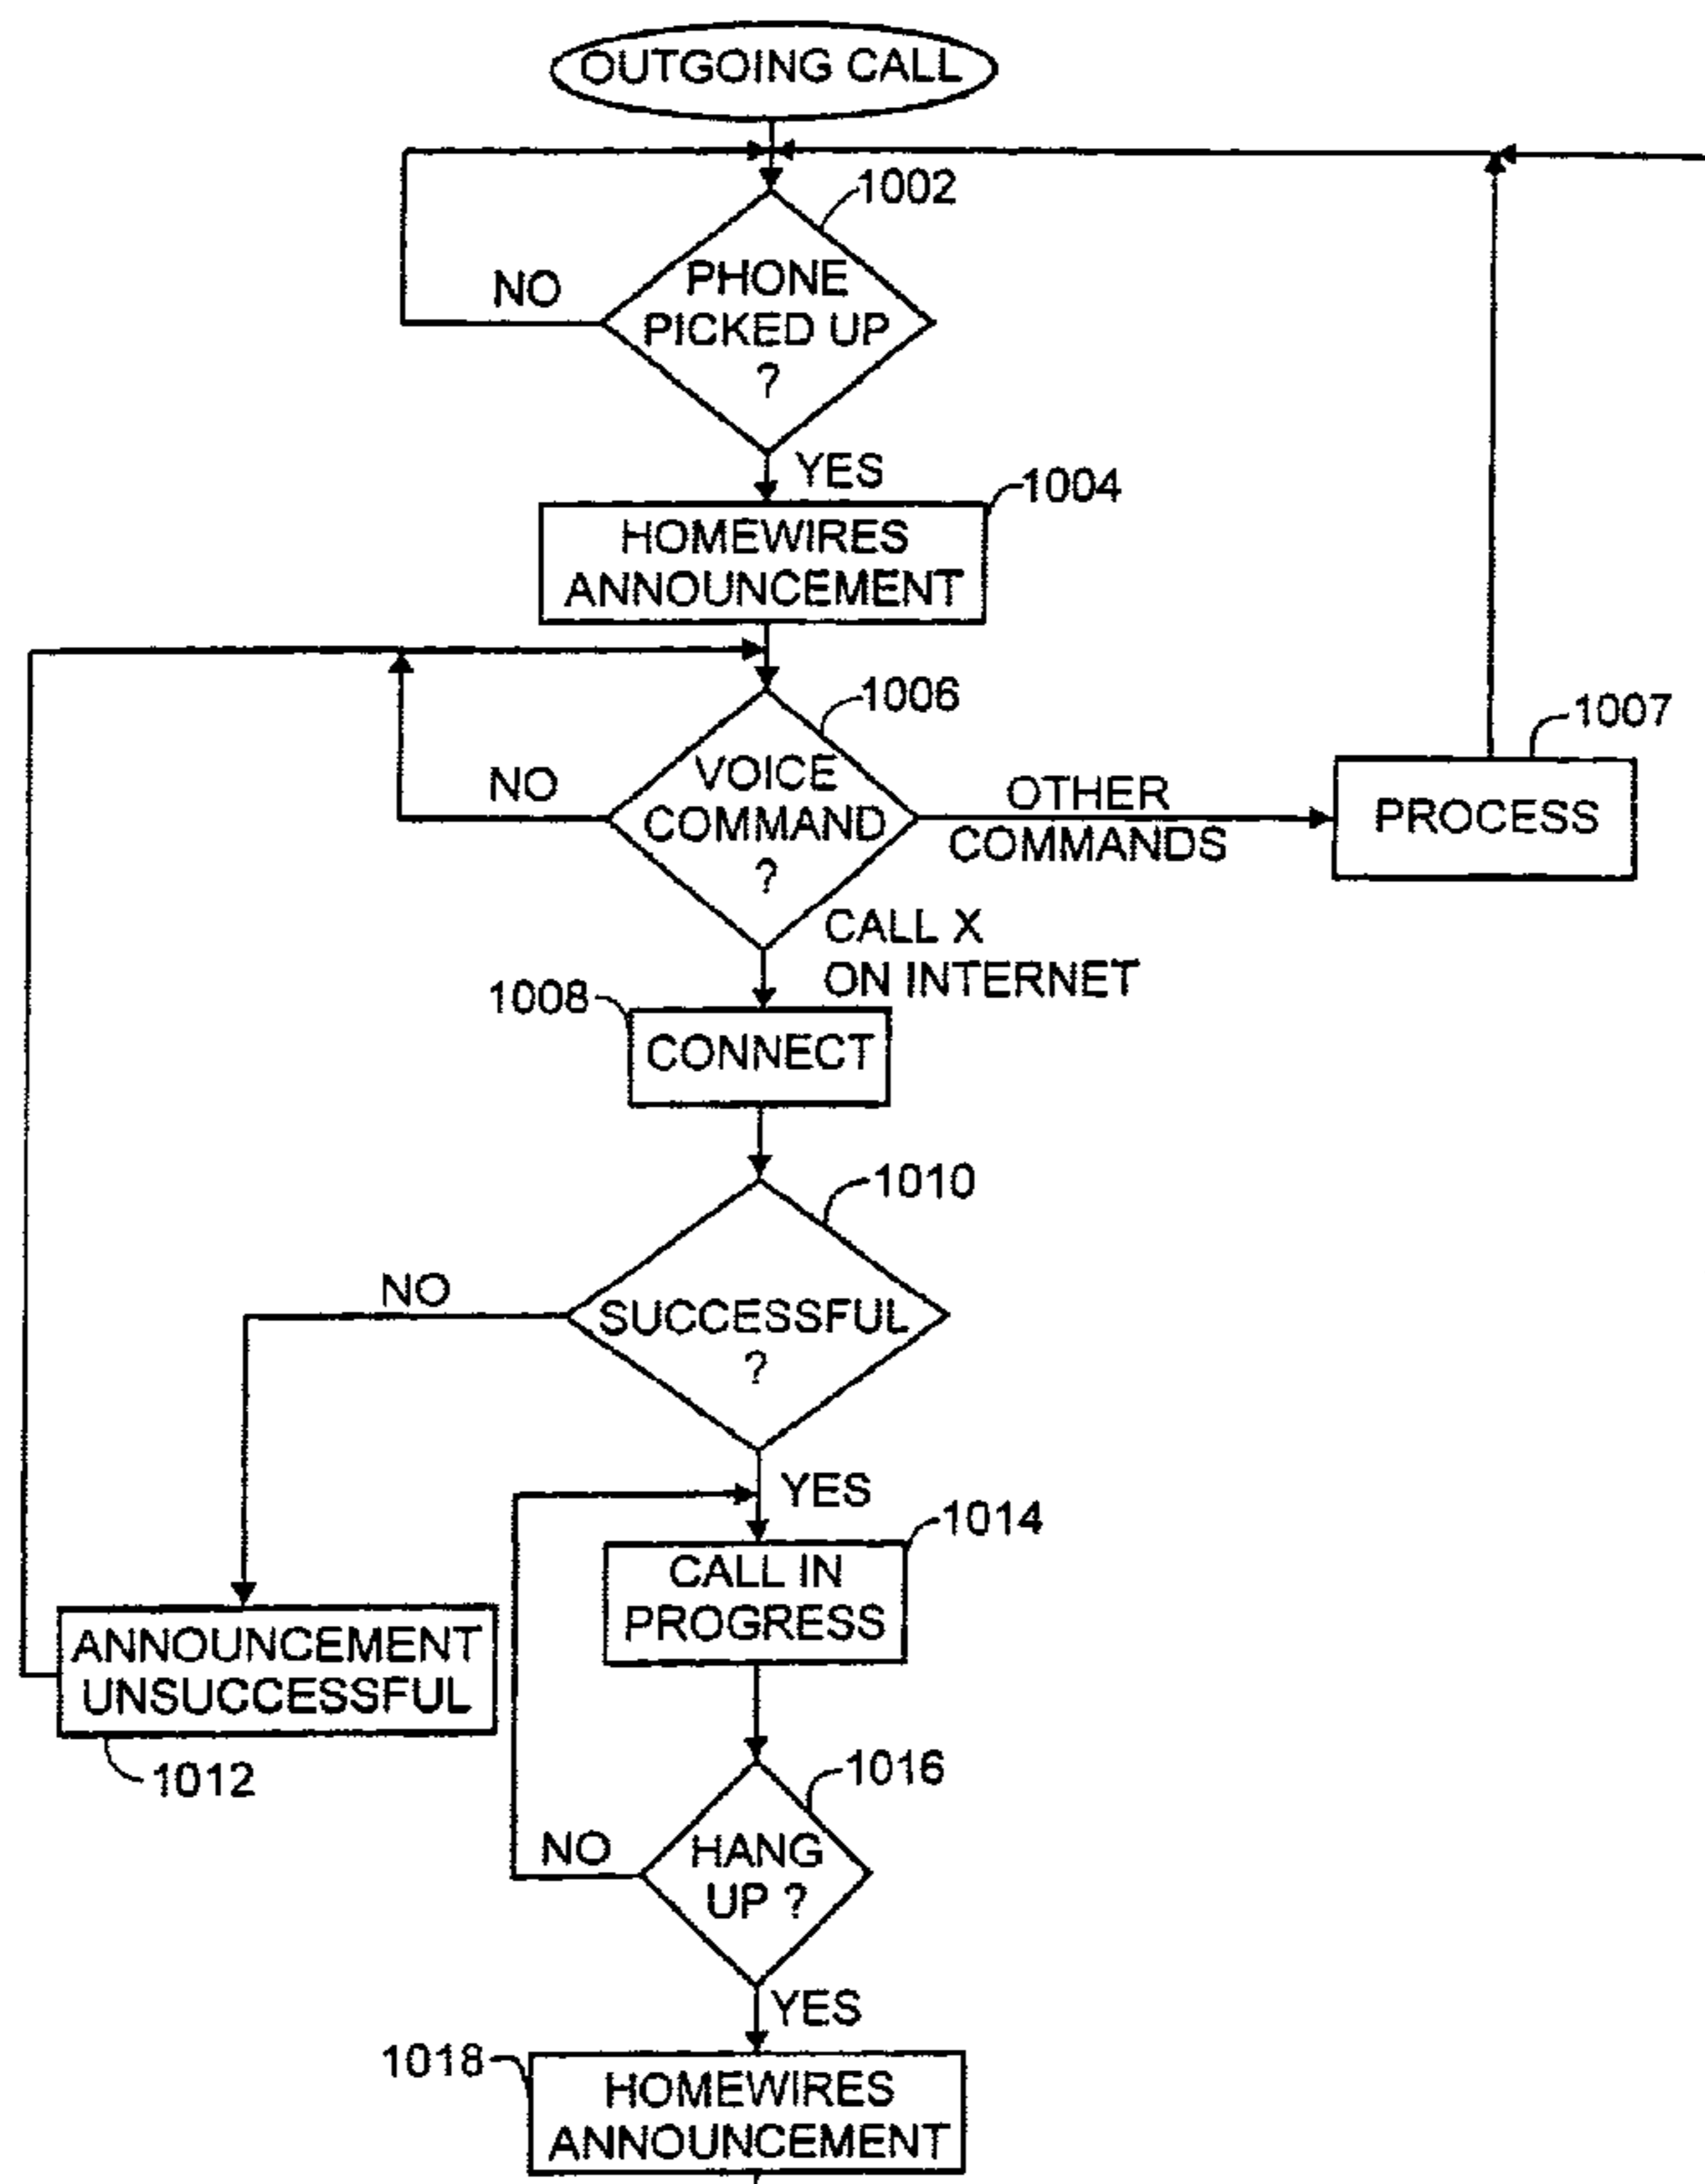 OUTGOING CALL
1002
NO
PHONE
PICKED UP
?
YES
1004
HOMEWIRES
ANNOUNCEMENT
1006
1007
NO
VOICE
COMMAND
?
OTHER
COMMANDS
PROCESS
CALL X
ON INTERNET
1008
CONNECT
1010
NO
SUCCESSFUL
?
YES
1014
CALL IN
PROGRESS
ANNOUNCEMENT
UNSUCCESSFUL
1012
1016
NO
HANG
UP ?
YES
1018
HOMEWIRES
ANNOUNCEMENT